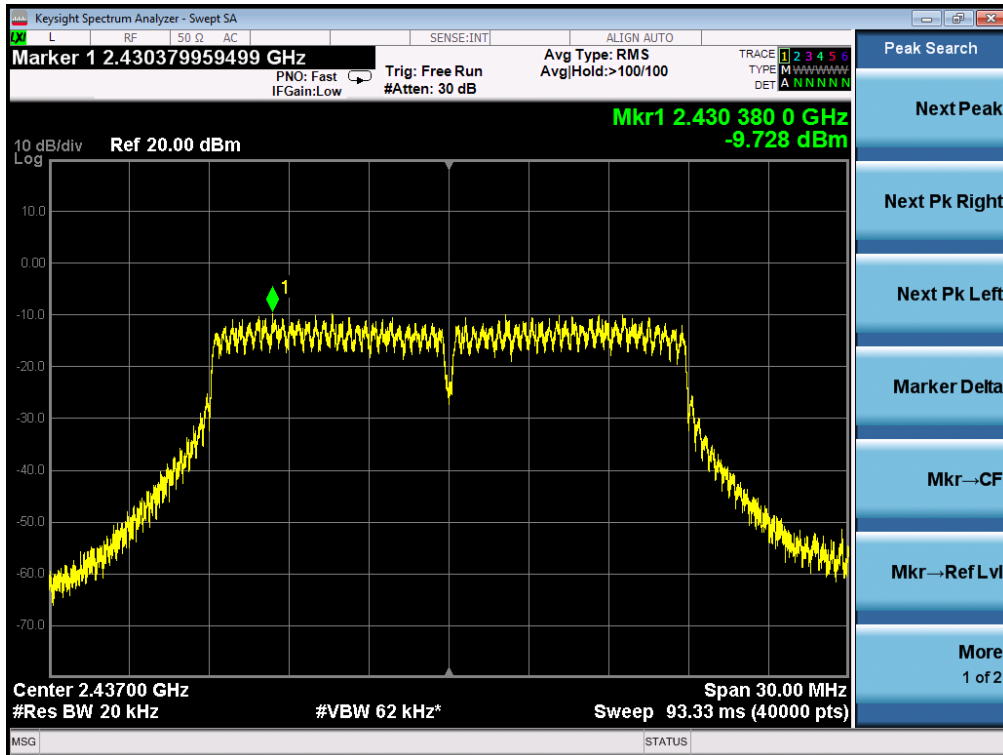 Keysight Spectrum Analyzer - Swept SA
LXI L RF 50 Ω AC SENSE:INT ALIGN AUTO
Marker 1 2.430379959499 GHz
PNO: Fast
IFGain:Low
Trig: Free Run
#Atten: 30 dB
Avg Type: RMS
Avg|Hold:>100/100
TRACE 1 2 3 4 5 6
TYPE M W W W W W
DET A N N N N N
Mkr1 2.430 380 0 GHz
-9.728 dBm
10 dB/div Ref 20.00 dBm
Log
10.0
0.00
1
-10.0
-20.0
-30.0
-40.0
-50.0
-60.0
-70.0
Center 2.43700 GHz Span 30.00 MHz
#Res BW 20 kHz #VBW 62 kHz* Sweep 93.33 ms (40000 pts)
MSG STATUS
Peak Search
Next Peak
Next Pk Right
Next Pk Left
Marker Delta
Mkr→CF
Mkr→Ref Lvl
More
1 of 2